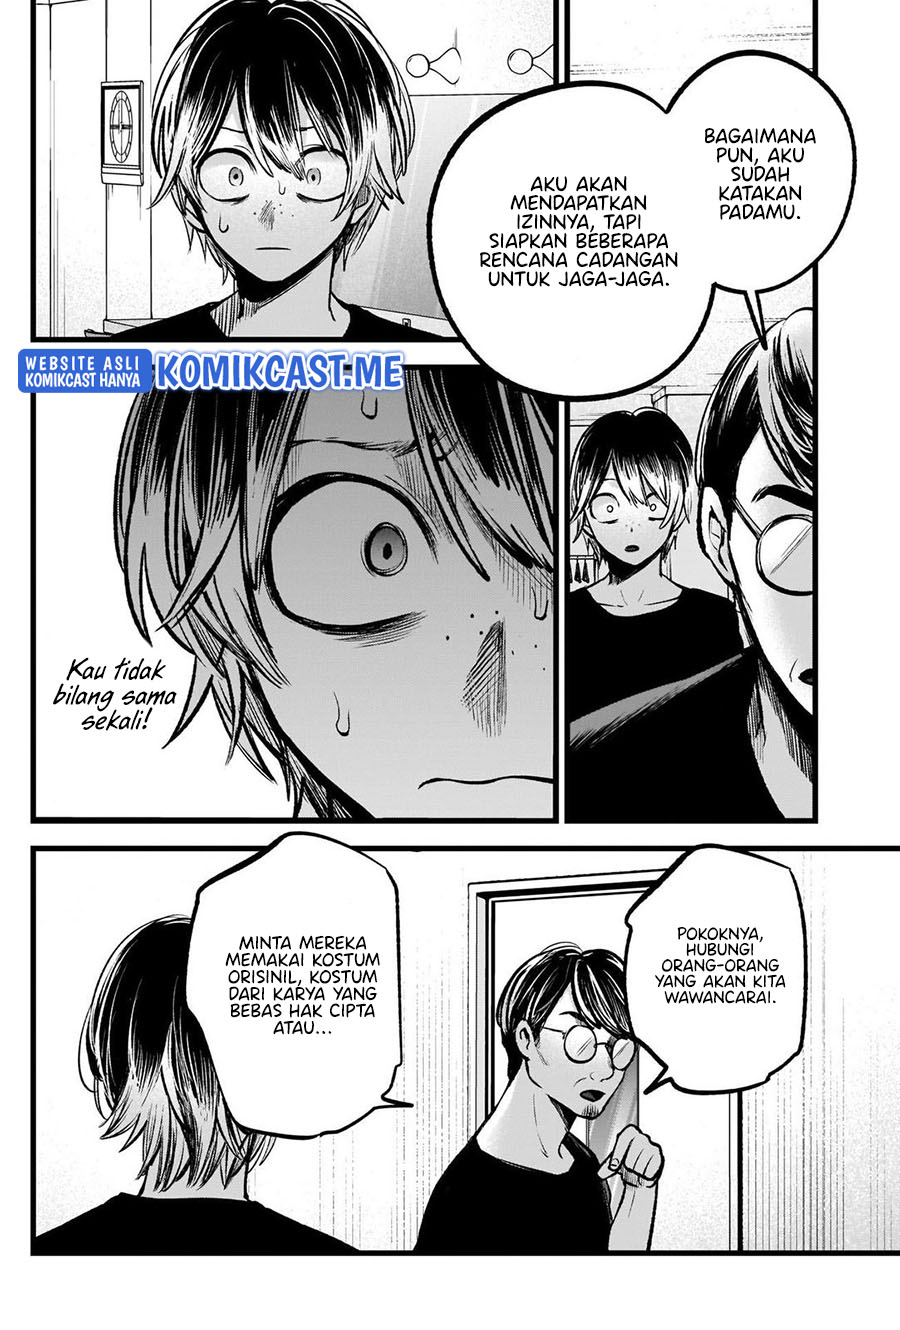 BAGAIMANA
PUN, AKU
SUDAH
KATAKAN
PADAMU.
AKU AKAN
MENDAPATKAN
IZINNYA, TAPI
SIAPKAN BEBERAPA
RENCANA CADANGAN
UNTUK JAGA-JAGA.
WEBSITE ASLI
KOMIKCAST HANYA
KOMIKCAST.ME
Kau tidak
bilang sama
sekali!
POKOKNYA,
HUBUNGI
ORANG-ORANG
YANG AKAN KITA
WAWANCARAI.
MINTA MEREKA
MEMAKAI KOSTUM
ORISINIL, KOSTUM
DARI KARYA YANG
BEBAS HAK CIPTA
ATAU...